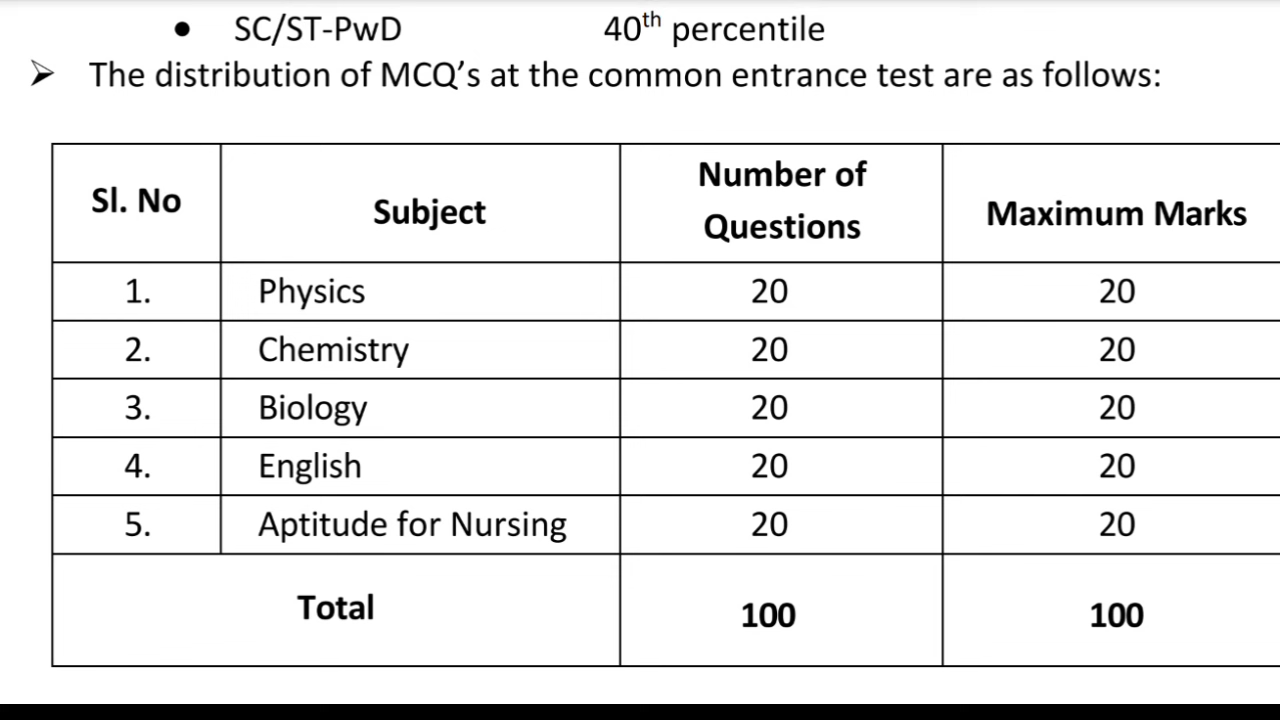 • SC/ST-PwD 40th percentile
➢ The distribution of MCQ's at the common entrance test are as follows:
Sl. No Subject Number of Questions Maximum Marks
1. Physics 20 20
2. Chemistry 20 20
3. Biology 20 20
4. English 20 20
5. Aptitude for Nursing 20 20
Total 100 100